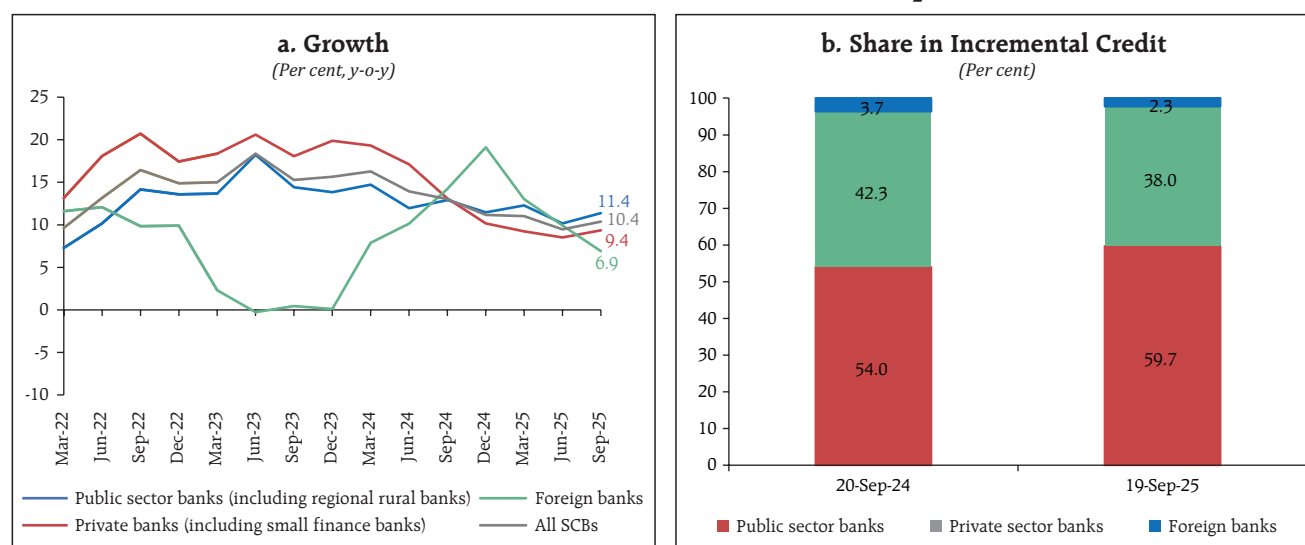 a. Growth
(Per cent, y-o-y)
25
20
15
10
5
0
-5
-10
11.4
10.4
9.4
6.9
Mar-22
Jun-22
Sep-22
Dec-22
Mar-23
Jun-23
Sep-23
Dec-23
Mar-24
Jun-24
Sep-24
Dec-24
Mar-25
Jun-25
Sep-25
Public sector banks (including regional rural banks)
Foreign banks
Private banks (including small finance banks)
All SCBs
b. Share in Incremental Credit
(Per cent)
100
90
80
70
60
50
40
30
20
10
0
3.7
42.3
54.0
2.3
38.0
59.7
20-Sep-24
19-Sep-25
Public sector banks
Private sector banks
Foreign banks